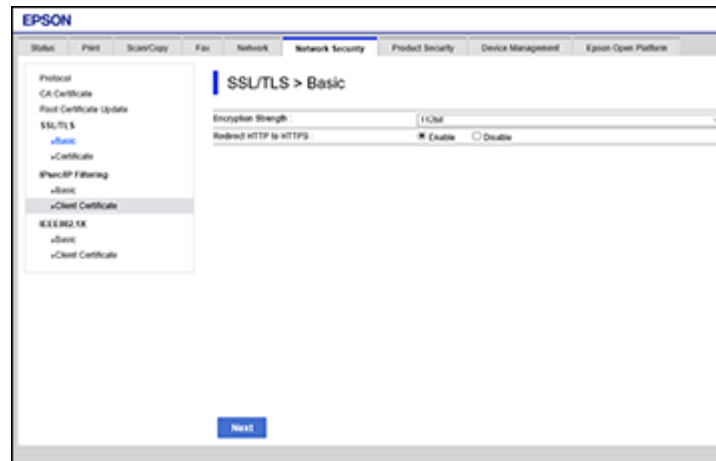 EPSON
Status Print Scan/Copy Fax Network Network Security Product Security Device Management Epson Open Platform
Protocol
CA Certificate
Root Certificate Update
SSL/TLS
»Basic
»Certificate
IPsec/IP Filtering
»Basic
»Client Certificate
IEEE802.1X
»Basic
»Client Certificate
SSL/TLS > Basic
Encryption Strength :
Redirect HTTP to HTTPS : Enable Disable
Next